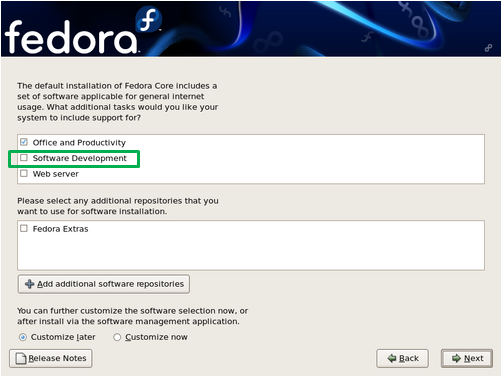 fedora
The default installation of Fedora Core includes a
set of software applicable for general internet
usage. What additional tasks would you like your
system to include support for?
Office and Productivity
Software Development
Web server
Please select any additional repositories that you
want to use for software installation.
Fedora Extras
Add additional software repositories
You can further customize the software selection now, or
after install via the software management application.
Customize later
Customize now
Release Notes
Back
Next